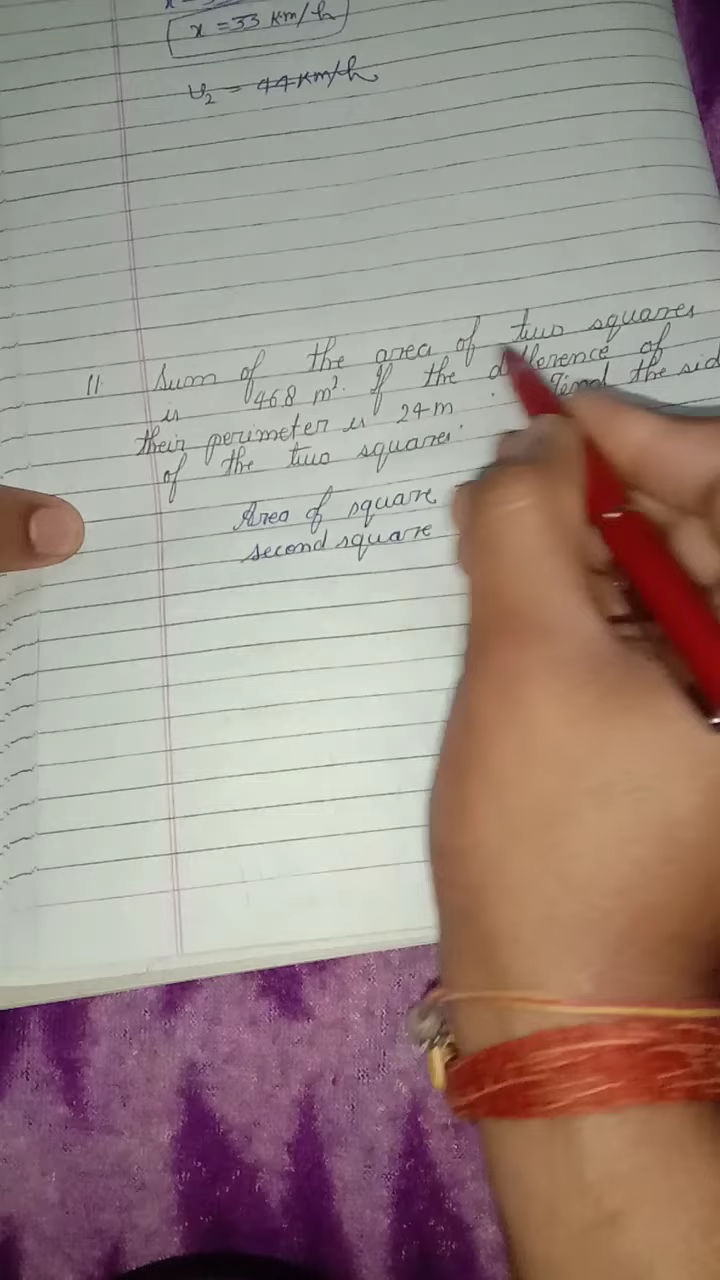 x = 33 km/h
v₂ = 44 km/h
11. Sum of the area of two squares
is 468 m². If the difference of
their perimeter is 24 m. Find the sid
of the two squares.
Area of square
second square